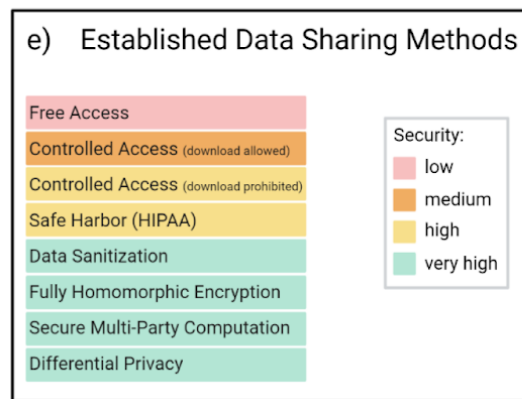 e) Established Data Sharing Methods
Free Access
Controlled Access (download allowed)
Controlled Access (download prohibited)
Safe Harbor (HIPAA)
Data Sanitization
Fully Homomorphic Encryption
Secure Multi-Party Computation
Differential Privacy
Security:
low
medium
high
very high